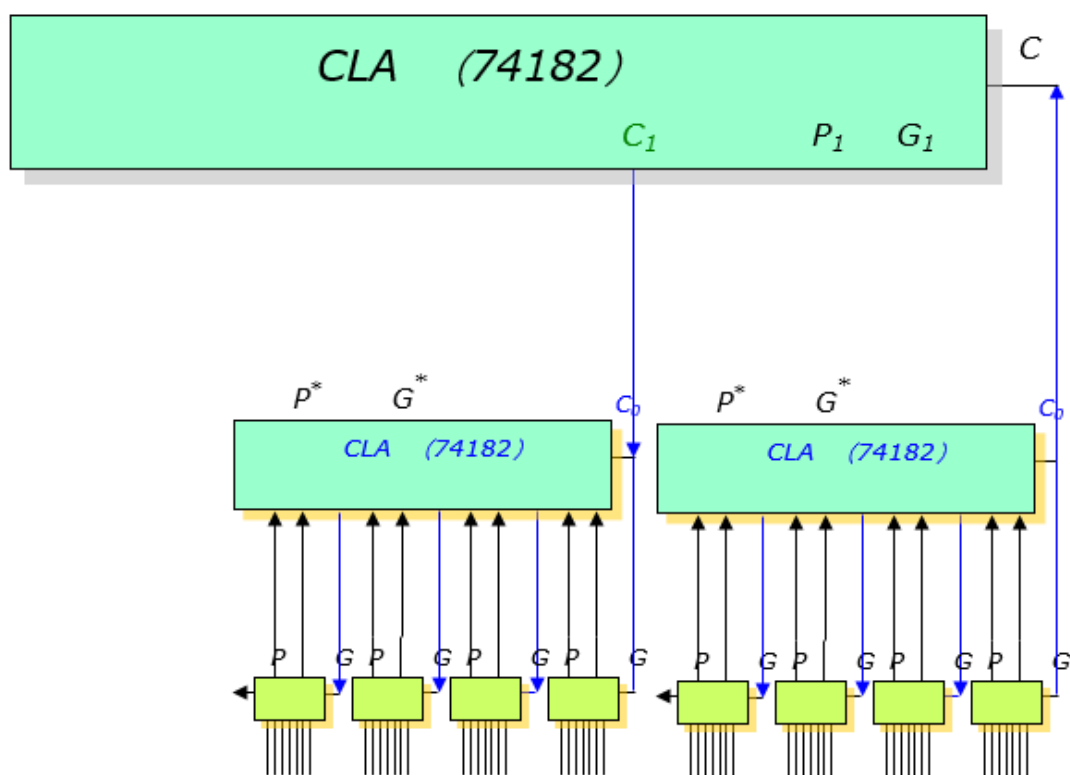 CLA (74182)
C
C1 P1 G1
P* G* C0
CLA (74182)
P* G* C0
CLA (74182)
P G P G P G P G
P G P G P G P G